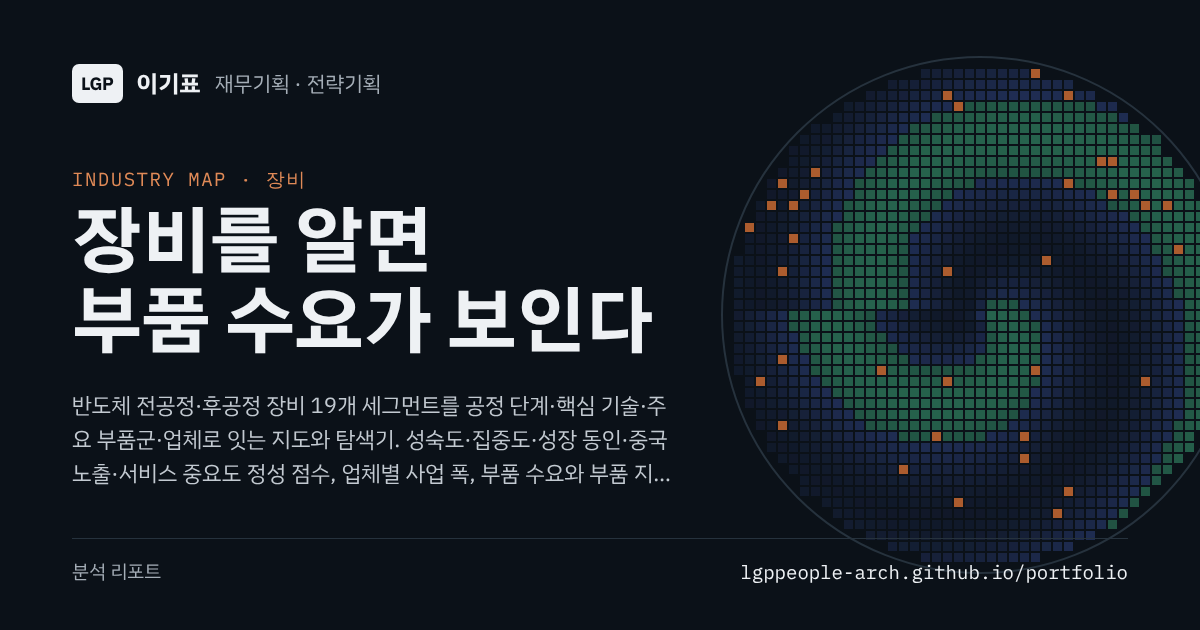 LGP 이기표 재무기획 · 전략기획
INDUSTRY MAP · 장비
장비를 알면
부품 수요가 보인다
반도체 전공정·후공정 장비 19개 세그먼트를 공정 단계·핵심 기술·주
요 부품군·업체로 잇는 지도와 탐색기. 성숙도·집중도·성장 동인·중국
노출·서비스 중요도 정성 점수, 업체별 사업 폭, 부품 수요와 부품 지...
분석 리포트
lgppeople-arch.github.io/portfolio